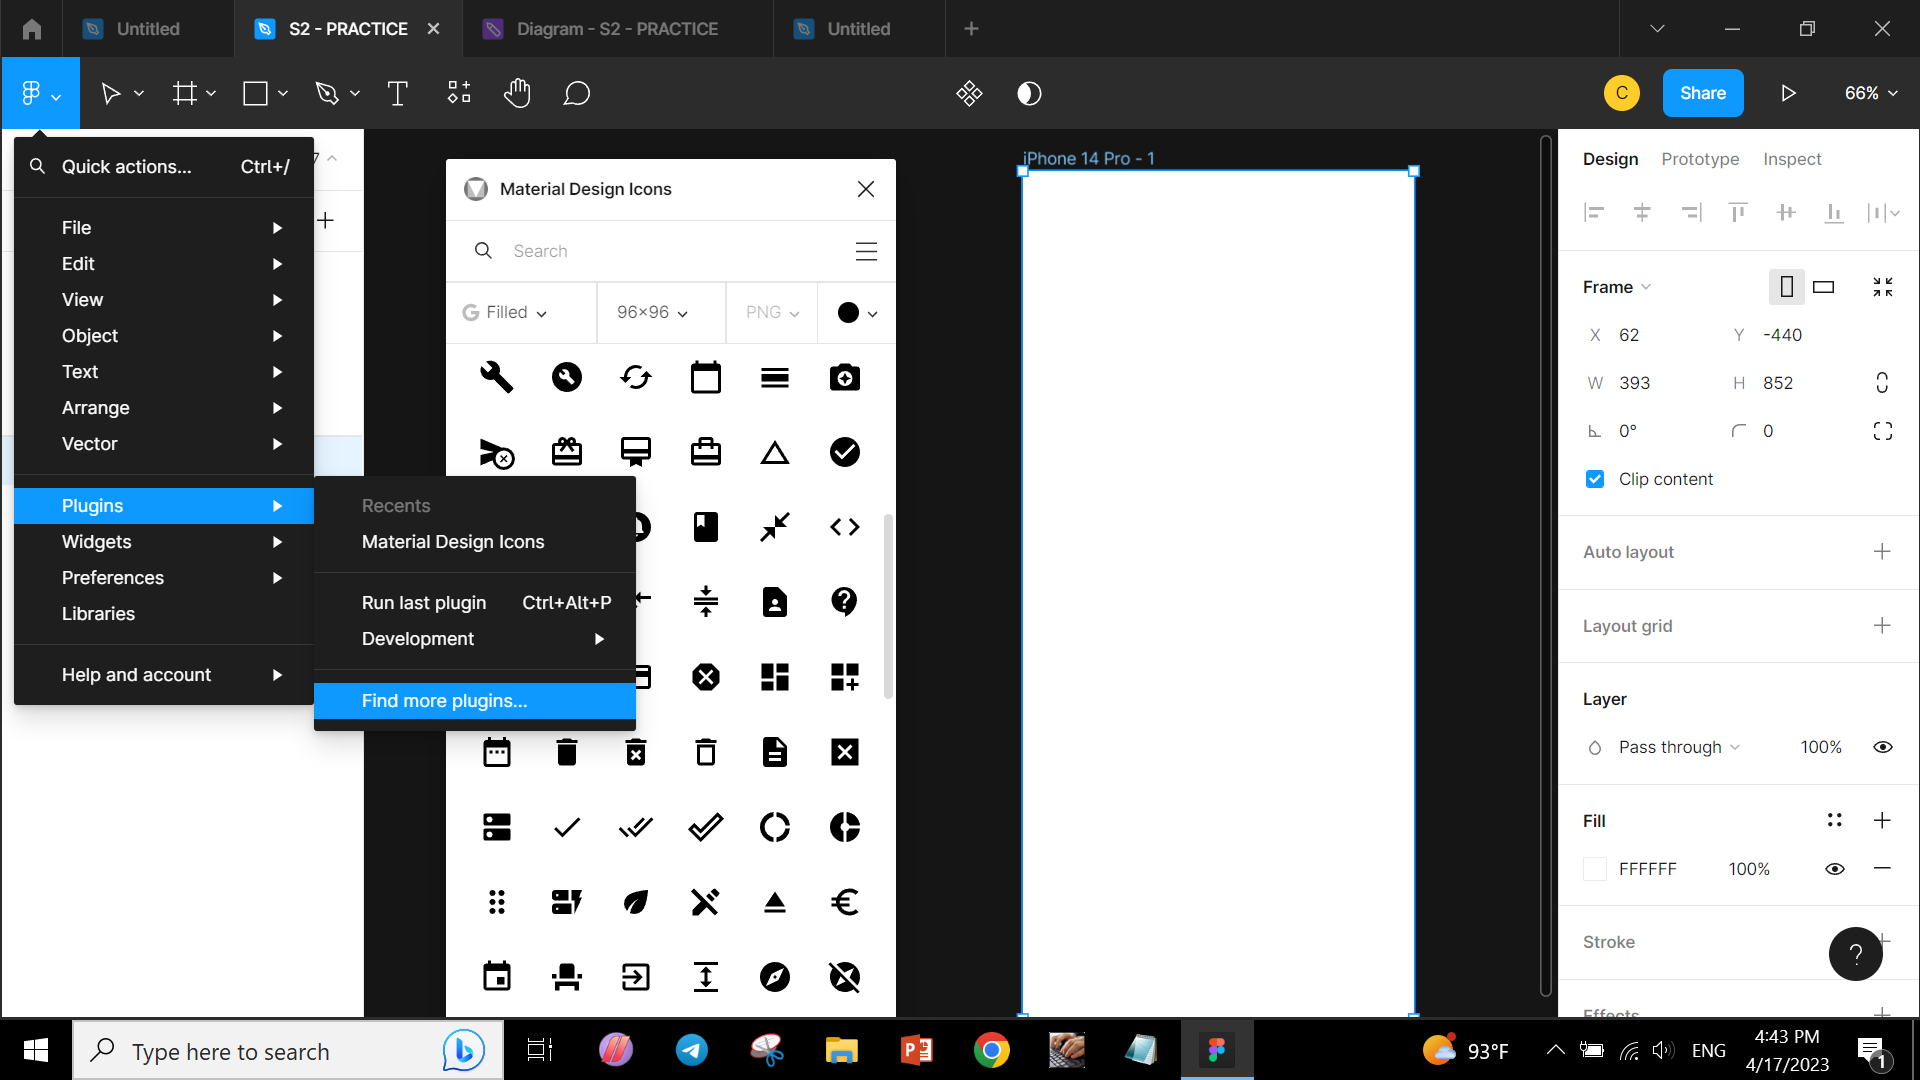 Untitled
S2 - PRACTICE
Diagram - S2 - PRACTICE
Untitled
C
Share
66%
Quick actions...
Ctrl+/
File
Edit
View
Object
Text
Arrange
Vector
Plugins
Widgets
Preferences
Libraries
Help and account
Recents
Material Design Icons
Run last plugin
Ctrl+Alt+P
Development
Find more plugins...
Material Design Icons
Search
Filled
96×96
PNG
iPhone 14 Pro - 1
Design
Prototype
Inspect
Frame
X 62
Y -440
W 393
H 852
0°
0
Clip content
Auto layout
Layout grid
Layer
Pass through
100%
Fill
FFFFFF
100%
Stroke
?
Effects
Type here to search
93°F
ENG
4:43 PM
4/17/2023
1